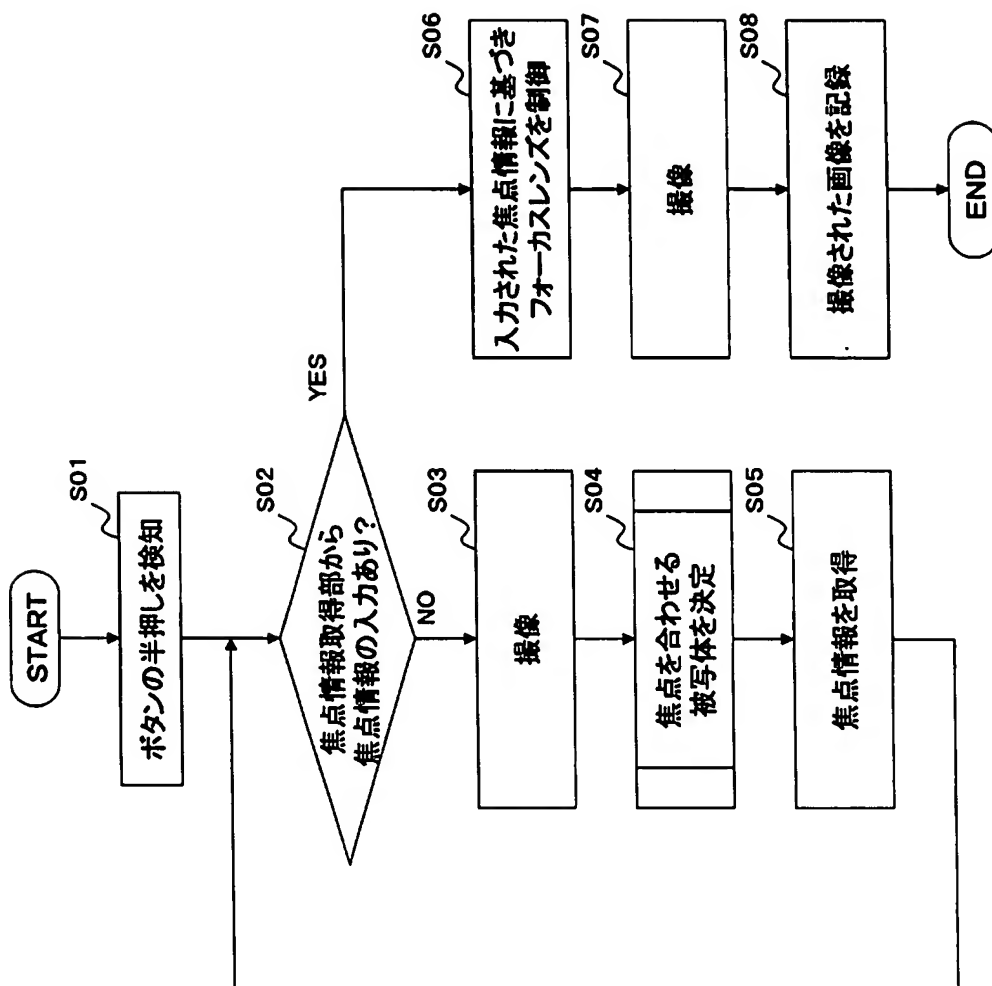 START
S01
ボタンの半押しを検知
S02
焦点情報取得部から
焦点情報の入力あり？
YES
NO
S03
撮像
S04
焦点を合わせる
被写体を決定
S05
焦点情報を取得
S06
入力された焦点情報に基づき
フォーカスレンズを制御
S07
撮像
S08
撮像された画像を記録
END